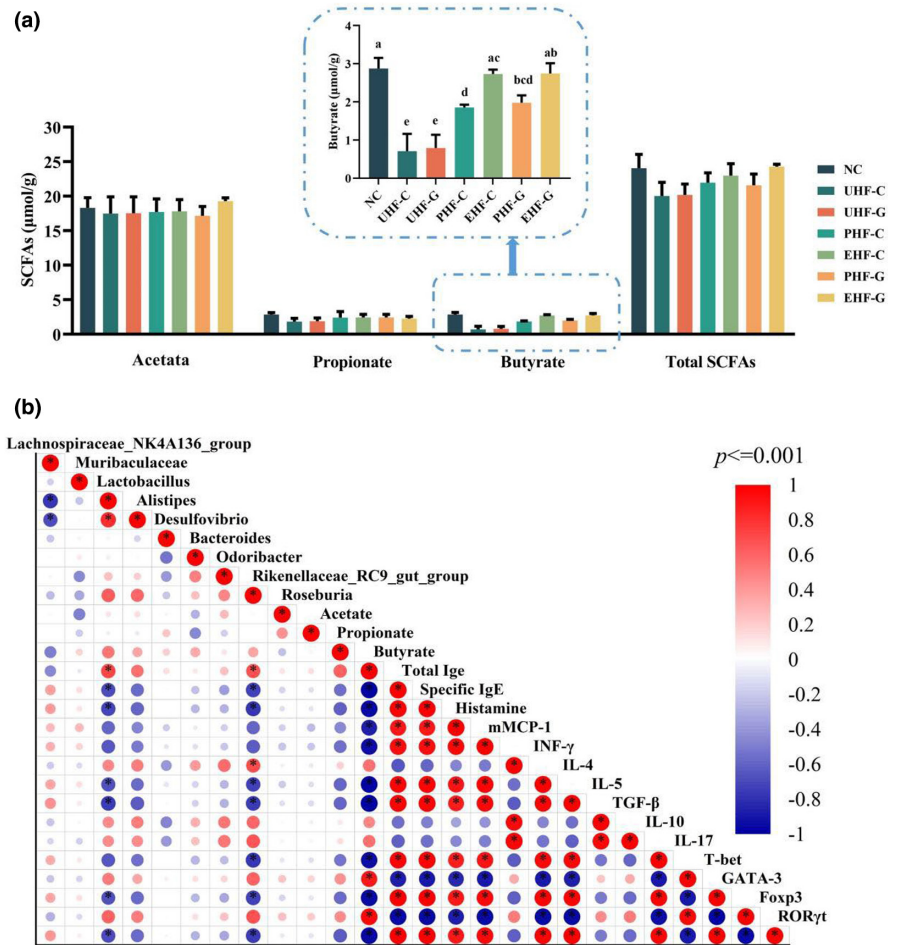 (a)
Butyrate (μmol/g)
4
3
2
1
0
a
e
e
d
ac
bcd
ab
NC
UHF-C
UHF-G
PHF-C
EHF-C
PHF-G
EHF-G
SCFAs (μmol/g)
30
25
20
15
10
5
0
Acetata
Propionate
Butyrate
Total SCFAs
NC
UHF-C
UHF-G
PHF-C
EHF-C
PHF-G
EHF-G
(b)
Lachnospiraceae_NK4A136_group
Muribaculaceae
Lactobacillus
Alistipes
Desulfovibrio
Bacteroides
Odoribacter
Rikenellaceae_RC9_gut_group
Roseburia
Acetate
Propionate
Butyrate
Total Ige
Specific IgE
Histamine
mMCP-1
INF-γ
IL-4
IL-5
TGF-β
IL-10
IL-17
T-bet
GATA-3
Foxp3
RORγt
p<=0.001
1
0.8
0.6
0.4
0.2
0
-0.2
-0.4
-0.6
-0.8
-1